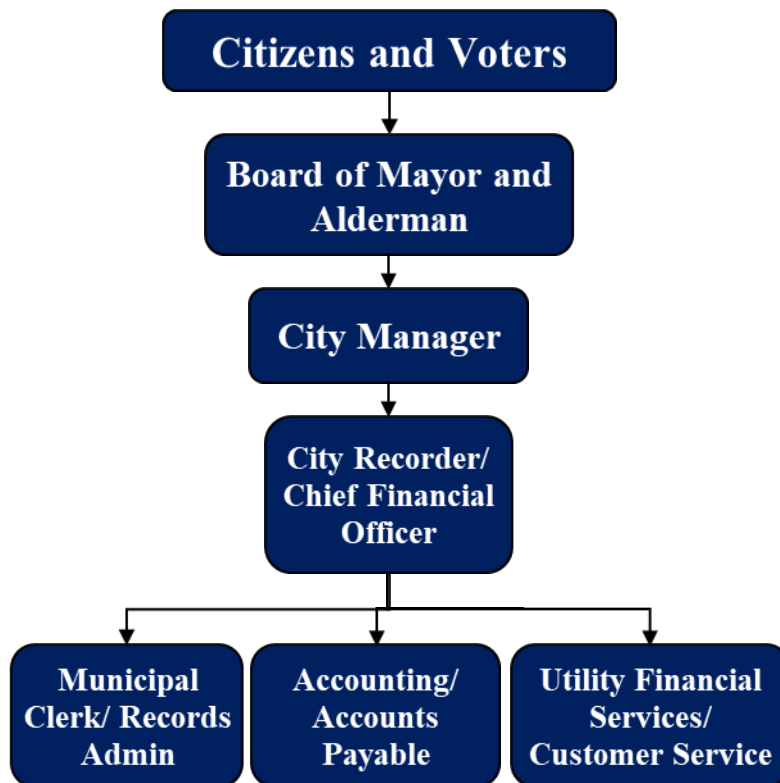 Citizens and Voters
Board of Mayor and
Alderman
City Manager
City Recorder/
Chief Financial
Officer
Municipal
Clerk/ Records
Admin
Accounting/
Accounts
Payable
Utility Financial
Services/
Customer Service